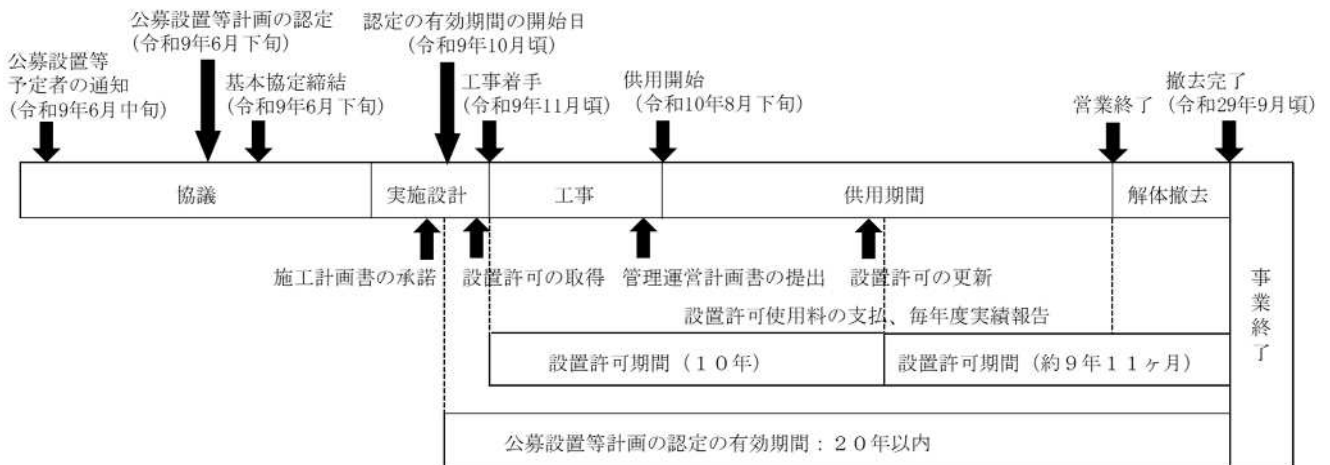 公募設置等計画の認定
(令和9年6月下旬)
認定の有効期間の開始日
(令和9年10月頃)
公募設置等
予定者の通知
(令和9年6月中旬)
基本協定締結
(令和9年6月下旬)
工事着手
(令和9年11月頃)
供用開始
(令和10年8月下旬)
営業終了
撤去完了
(令和29年9月頃)
協議
実施設計
工事
供用期間
解体撤去
施工計画書の承諾
設置許可の取得
管理運営計画書の提出
設置許可の更新
設置許可使用料の支払、毎年度実績報告
設置許可期間(10年)
設置許可期間(約9年11ヶ月)
公募設置等計画の認定の有効期間:20年以内
事業終了